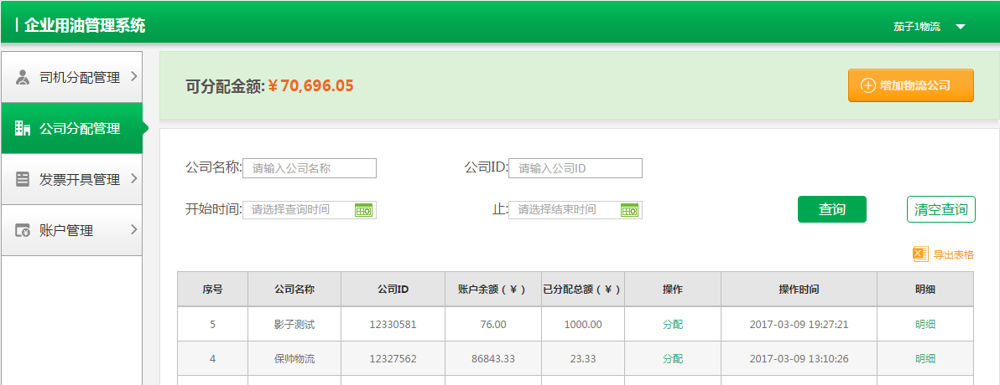 企业用油管理系统
茄子1物流
司机分配管理
公司分配管理
发票开具管理
账户管理
可分配金额:¥70,696.05
增加物流公司
公司名称: 请输入公司名称 公司ID: 请输入公司ID
开始时间: 请选择查询时间 止: 请选择结束时间 查询 清空查询
导出表格
序号 公司名称 公司ID 账户余额(¥) 已分配总额(¥) 操作 操作时间 明细
5 影子测试 12330581 76.00 1000.00 分配 2017-03-09 19:27:21 明细
4 保帅物流 12327562 86843.33 23.33 分配 2017-03-09 13:10:26 明细